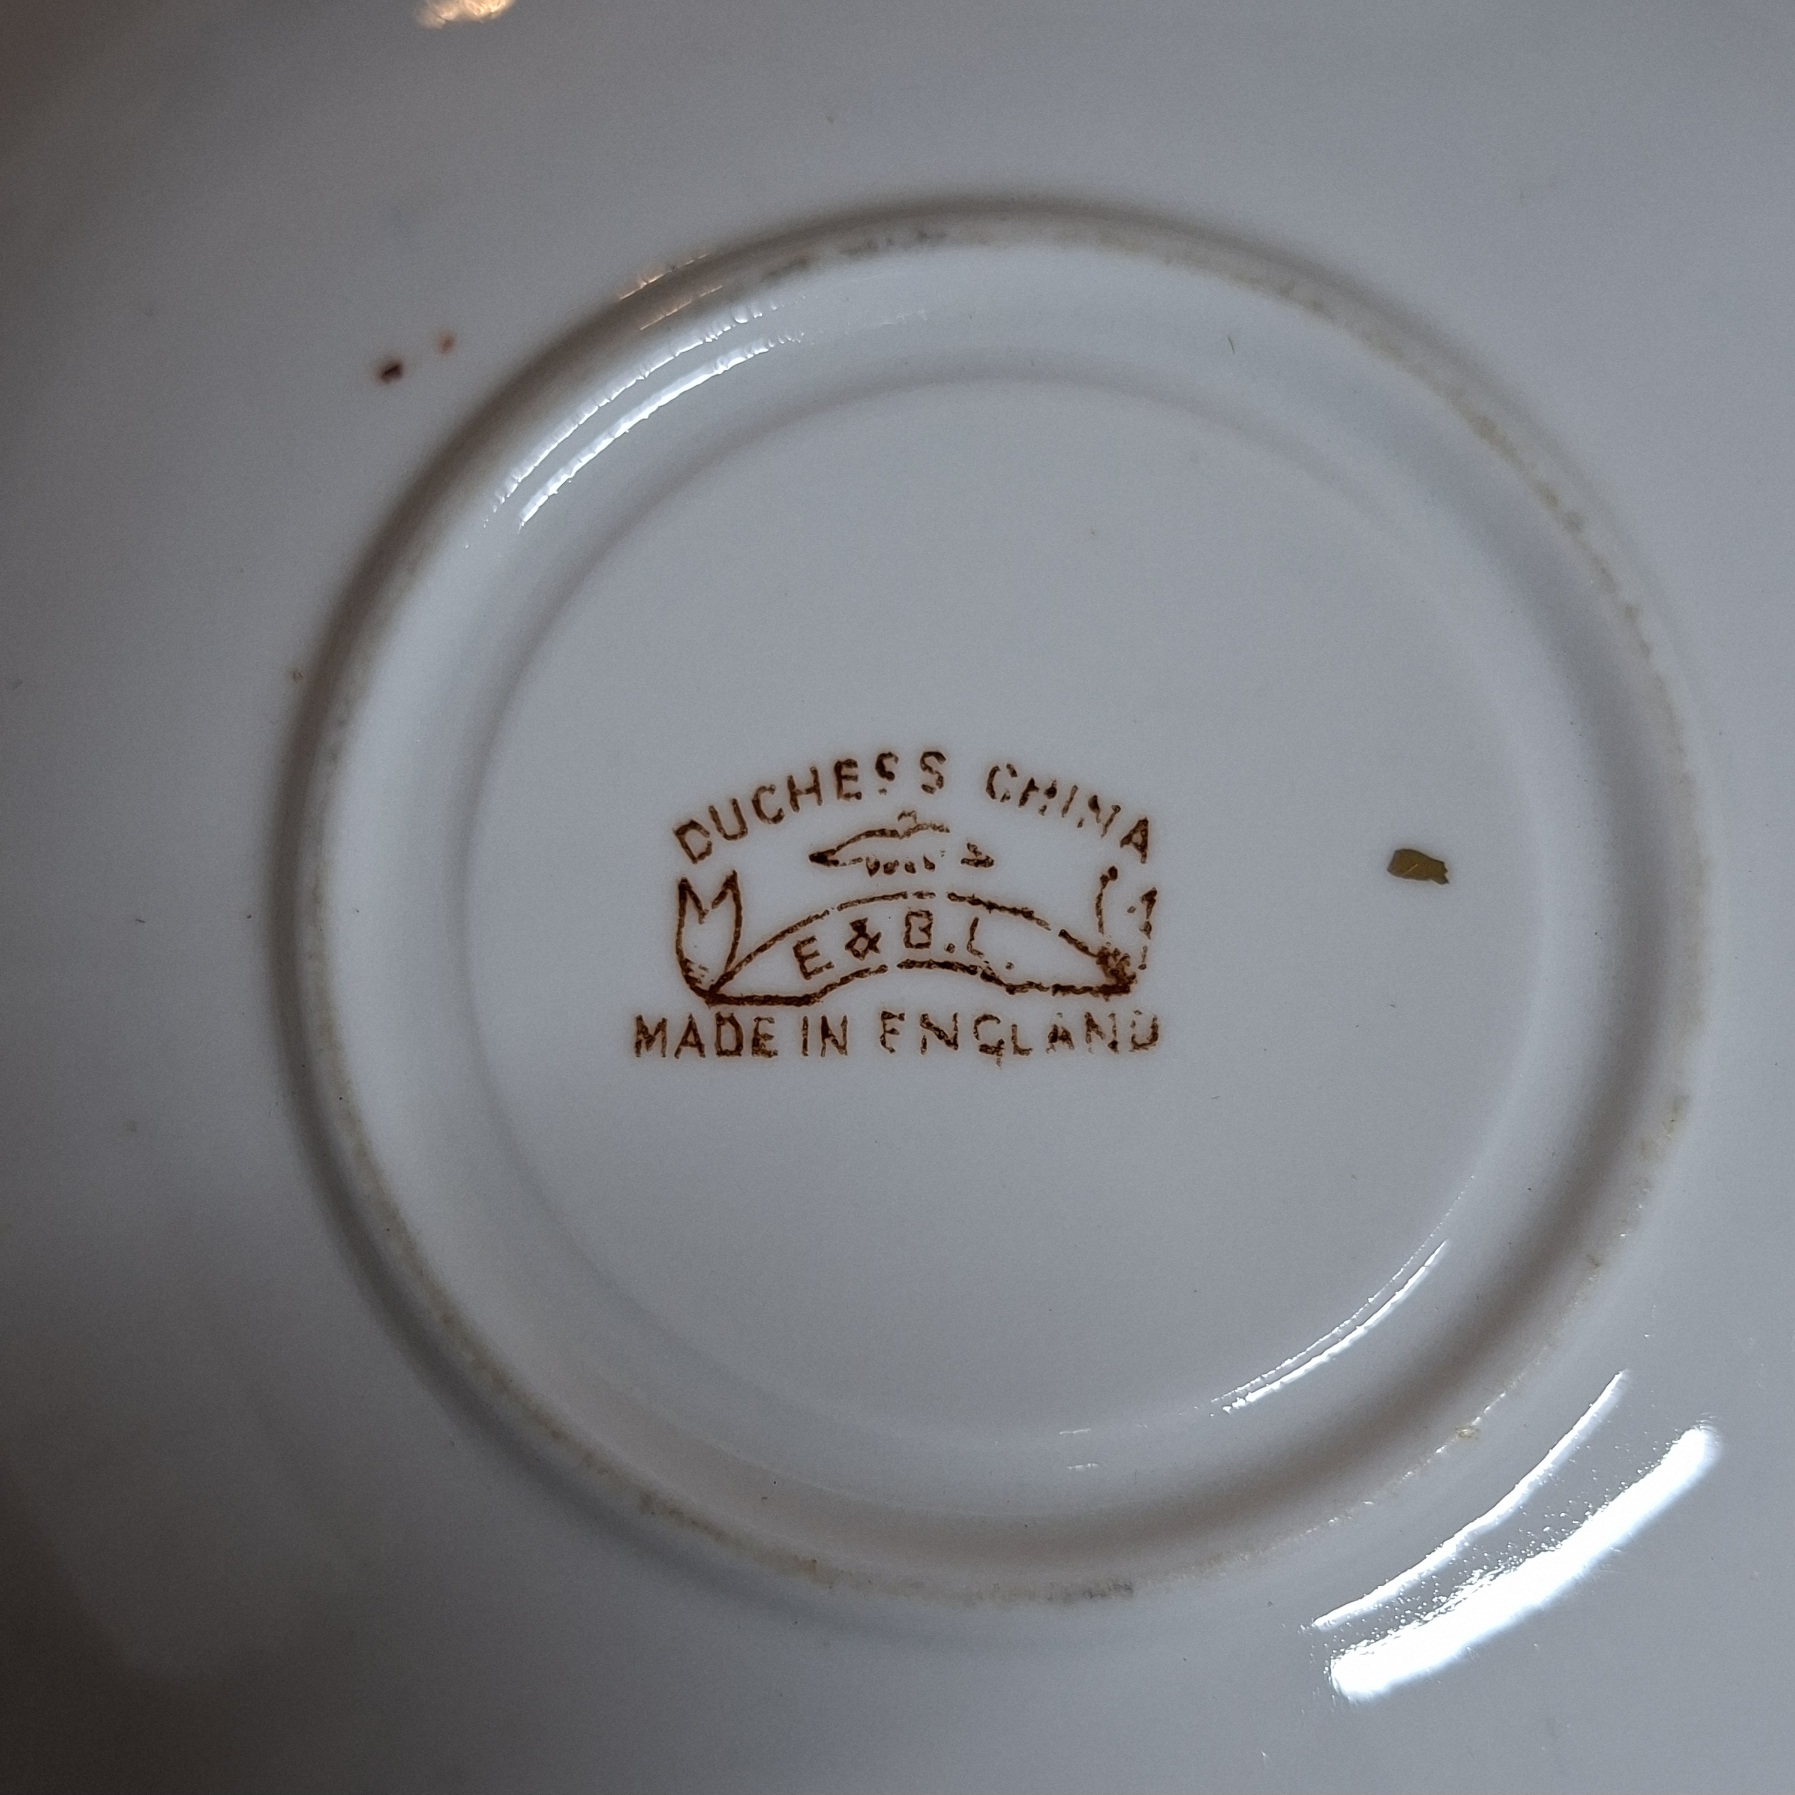 DUCHESS CHINA
E. & B. L.
MADE IN ENGLAND